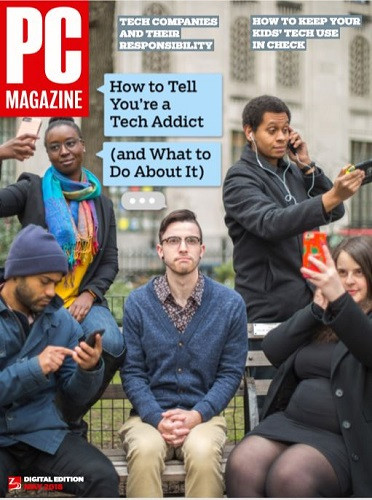 PC
MAGAZINE
TECH COMPANIES
AND THEIR
RESPONSIBILITY
HOW TO KEEP YOUR
KIDS' TECH USE
IN CHECK
How to Tell
You're a
Tech Addict
(and What to
Do About It)
DIGITAL EDITION
2018